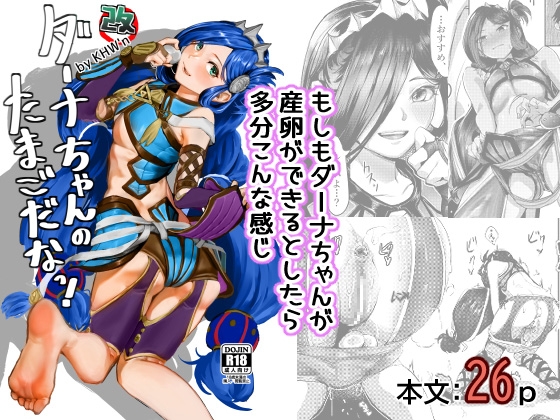 改
by KHW'n
ダーナちゃんの
たまごだな!
もしもダーナちゃんが
産卵ができるとしたら
多分こんな感じ
…おすすめ、
よ…?
DOJIN
R18
成人向け
本文:26p